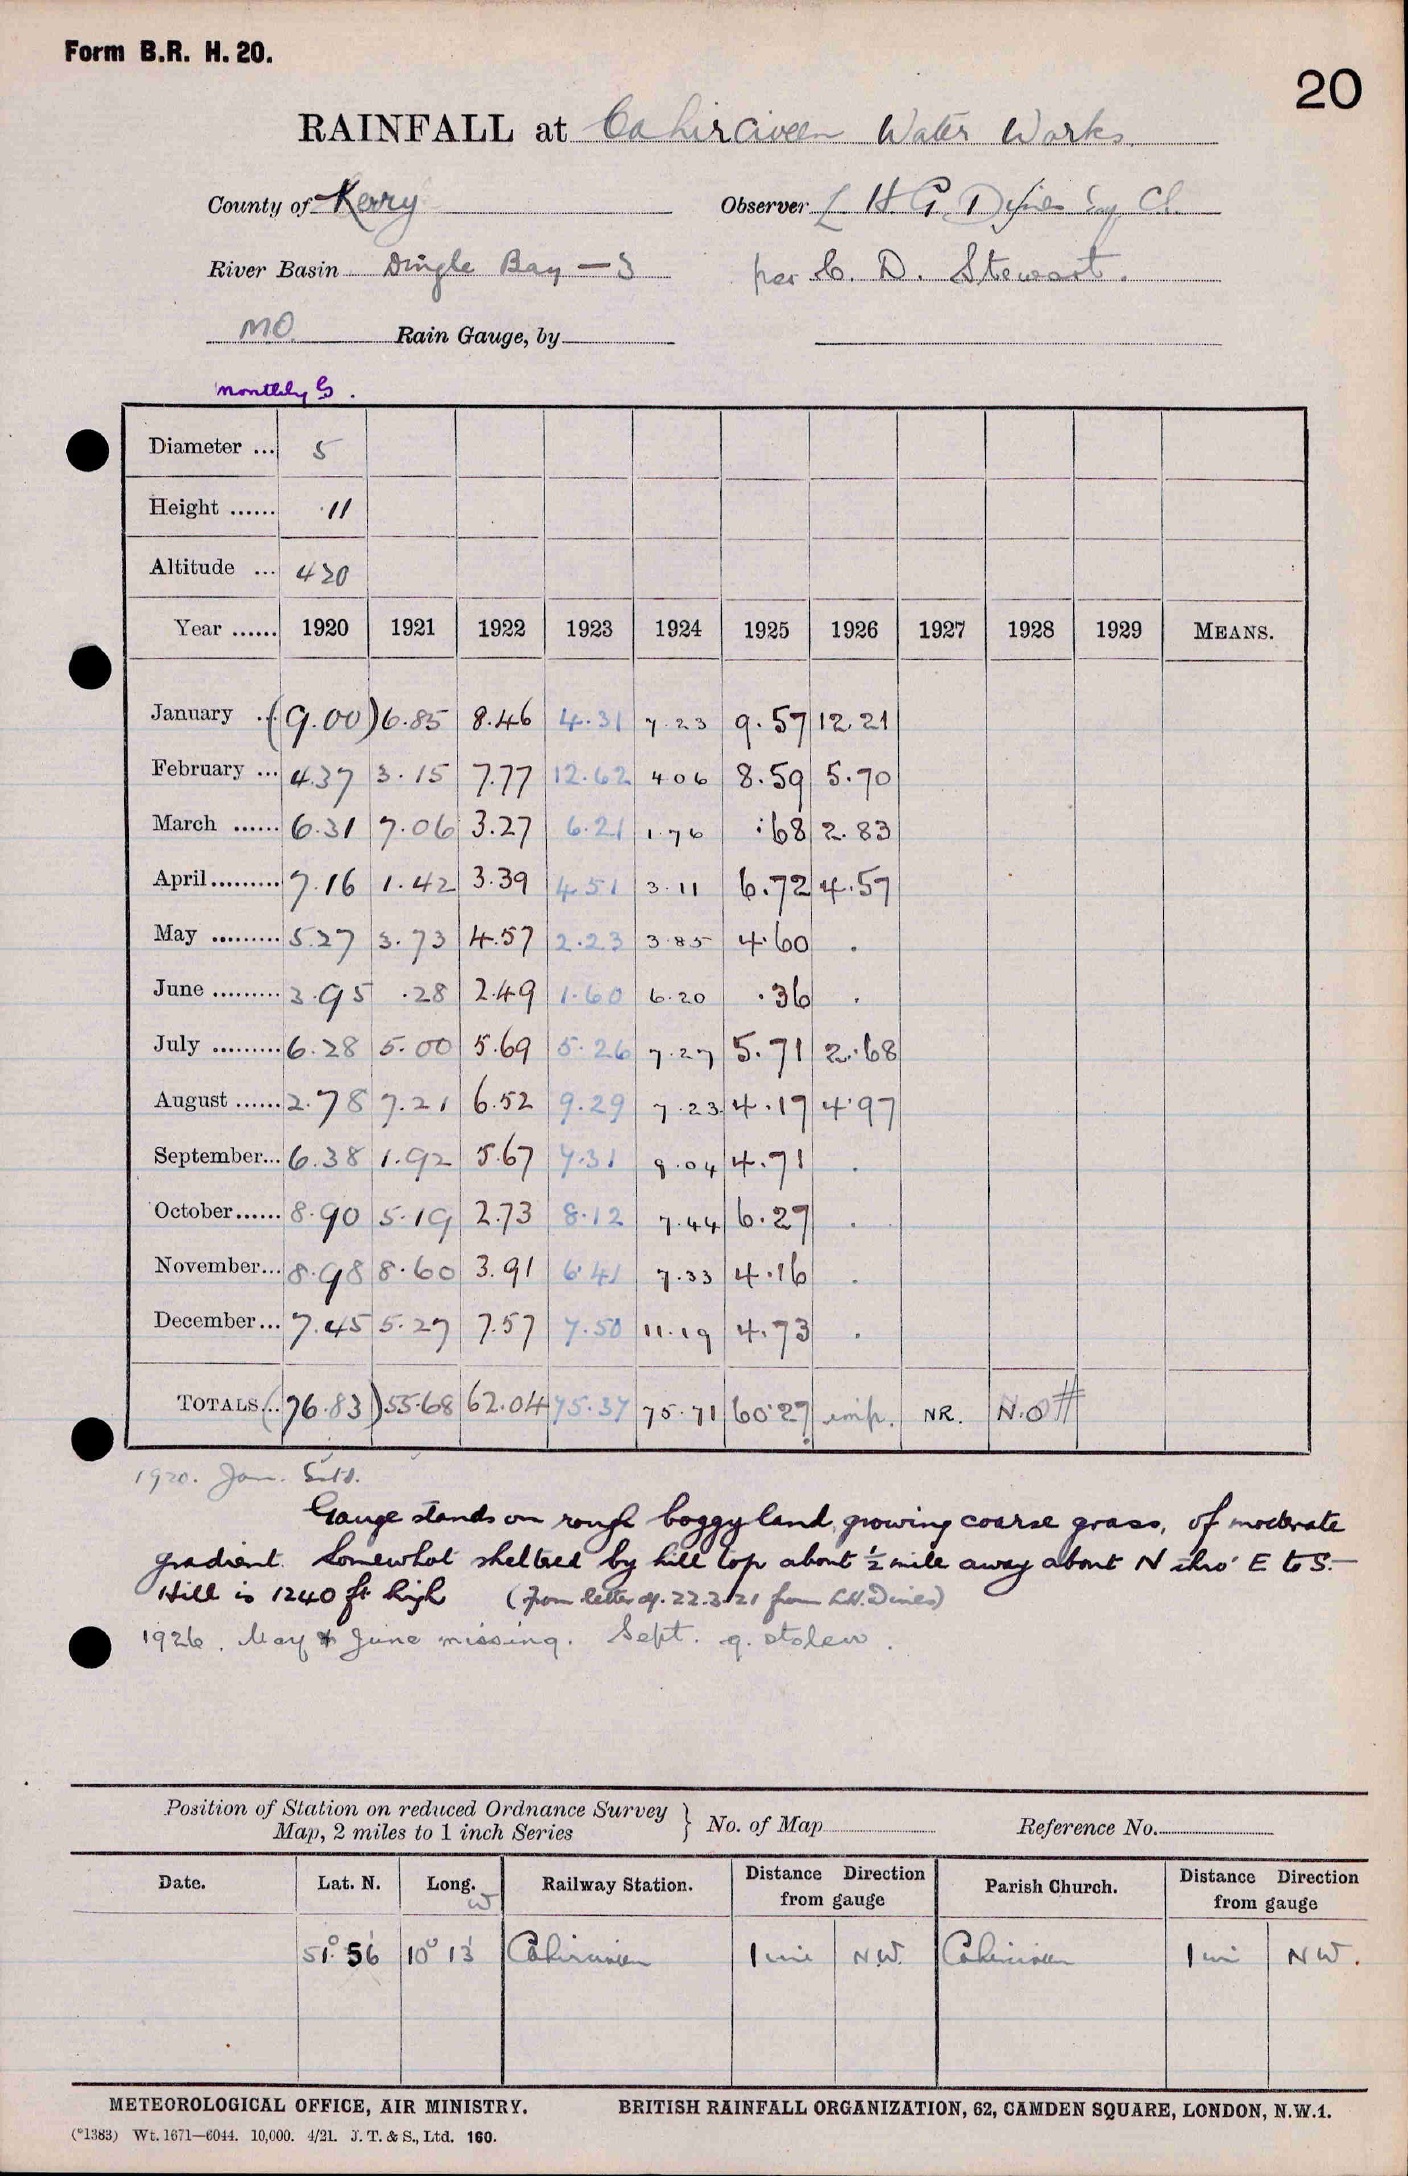 Form B.R. H. 20.
20
RAINFALL at Cahirciveen Water Works.
County of Kerry Observer L H G Dines Esq
River Basin Dingle Bay — S per C. D. Stewart.
MO. Rain Gauge, by
Monthly G.
Diameter ... 5
Height ...... ·11
Altitude ... 420
Year ...... 1920 1921 1922 1923 1924 1925 1926 1927 1928 1929 MEANS.
January ... (9.00) 6.85 8.46 4.31 7.23 9.57 12.21
February ... 4.37 3.15 7.77 12.62 4 06 8.59 5.70
March ...... 6.31 7.06 3.27 6.21 1.76 .68 2.83
April......... 7.16 1.42 3.39 4.51 3.11 6.72 4.57
May ......... 5.27 3.73 4.57 2.23 3.85 4.60 .
June ......... 3.95 .28 2.49 1.60 6.20 .36 .
July ......... 6.28 5.00 5.69 5.26 7.27 5.71 2.68
August ...... 2.78 7.21 6.52 9.29 7.23 4.17 4.97
September... 6.38 1.92 5.67 7.31 9.04 4.71 .
October...... 8.90 5.19 2.73 8.12 7.44 6.27 .
November... 8.98 8.60 3.91 6.41 7.33 4.16 .
December... 7.45 5.27 7.57 7.50 11.19 4.73 .
TOTALS... (76.83) 55.68 62.04 75.37 75.71 60.27 imp. NR. N.O #
1920. Jan. Estd.
Gauge stands on rough boggy land, growing coarse grass, of moderate
gradient. Somewhat sheltered by hill top about ½ mile away about N thro' E to S.—
Hill is 1240 ft high (from letter of. 22.3.21 from L.H. Dines)
1926. May & June missing. Sept. g. stolen.
Position of Station on reduced Ordnance Survey Map, 2 miles to 1 inch Series } No. of Map Reference No.
Date. Lat. N. Long. W Railway Station. Distance Direction from gauge Parish Church. Distance Direction from gauge
51° 56' 10° 13' Cahirciveen 1 mi N.W. Cahirciveen 1 mi N W.
METEOROLOGICAL OFFICE, AIR MINISTRY. BRITISH RAINFALL ORGANIZATION, 62, CAMDEN SQUARE, LONDON, N.W.1.
(*1383) Wt. 1671—6044. 10,000. 4/21. J. T. & S., Ltd. 160.